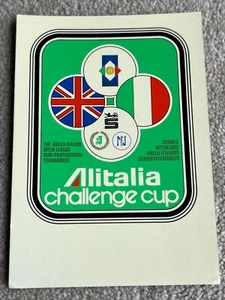 THE ANGLO-ITALIAN
INTER-LEAGUE
SEMI-PROFESSIONAL
TOURNAMENT
TORNEO
INTERLEGHE
ANGLO-ITALIANO
SEMIPROFESSIONISTI
Alitalia
challenge cup